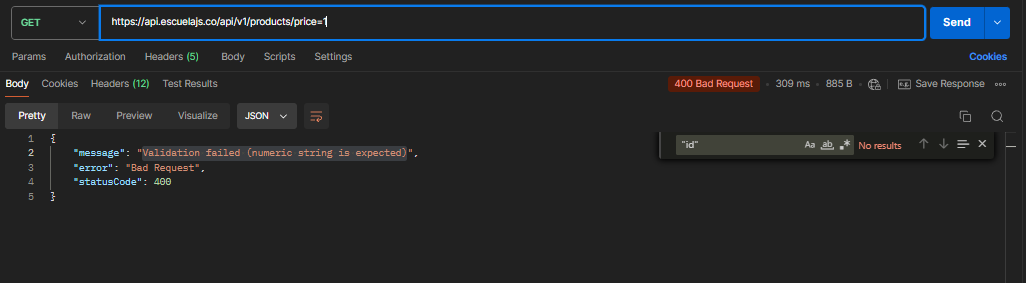 GET https://api.escuelajs.co/api/v1/products/price=1 Send
Params Authorization Headers (5) Body Scripts Settings Cookies
Body Cookies Headers (12) Test Results 400 Bad Request • 309 ms • 885 B Save Response
Pretty Raw Preview Visualize JSON
1 {
2 "message": "Validation failed (numeric string is expected)",
3 "error": "Bad Request",
4 "statusCode": 400
5 }
"id" Aa ab .* No results